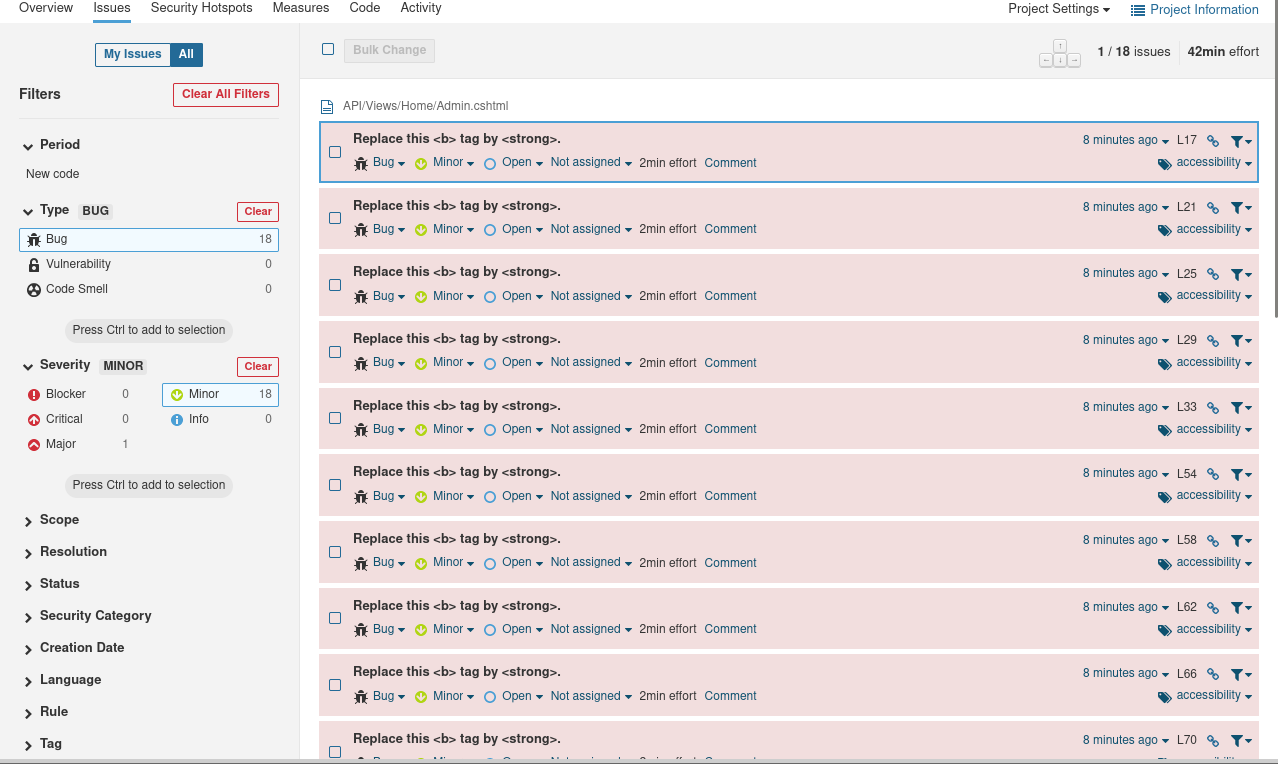 Overview Issues Security Hotspots Measures Code Activity Project Settings Project Information
My Issues All
Filters Clear All Filters
Period
New code
Type BUG Clear
Bug 18
Vulnerability 0
Code Smell 0
Press Ctrl to add to selection
Severity MINOR Clear
Blocker 0 Minor 18
Critical 0 Info 0
Major 1
Press Ctrl to add to selection
Scope
Resolution
Status
Security Category
Creation Date
Language
Rule
Tag
Bulk Change 1 / 18 issues 42min effort
API/Views/Home/Admin.cshtml
Replace this <b> tag by <strong>. 8 minutes ago L17
Bug Minor Open Not assigned 2min effort Comment accessibility
Replace this <b> tag by <strong>. 8 minutes ago L21
Bug Minor Open Not assigned 2min effort Comment accessibility
Replace this <b> tag by <strong>. 8 minutes ago L25
Bug Minor Open Not assigned 2min effort Comment accessibility
Replace this <b> tag by <strong>. 8 minutes ago L29
Bug Minor Open Not assigned 2min effort Comment accessibility
Replace this <b> tag by <strong>. 8 minutes ago L33
Bug Minor Open Not assigned 2min effort Comment accessibility
Replace this <b> tag by <strong>. 8 minutes ago L54
Bug Minor Open Not assigned 2min effort Comment accessibility
Replace this <b> tag by <strong>. 8 minutes ago L58
Bug Minor Open Not assigned 2min effort Comment accessibility
Replace this <b> tag by <strong>. 8 minutes ago L62
Bug Minor Open Not assigned 2min effort Comment accessibility
Replace this <b> tag by <strong>. 8 minutes ago L66
Bug Minor Open Not assigned 2min effort Comment accessibility
Replace this <b> tag by <strong>. 8 minutes ago L70